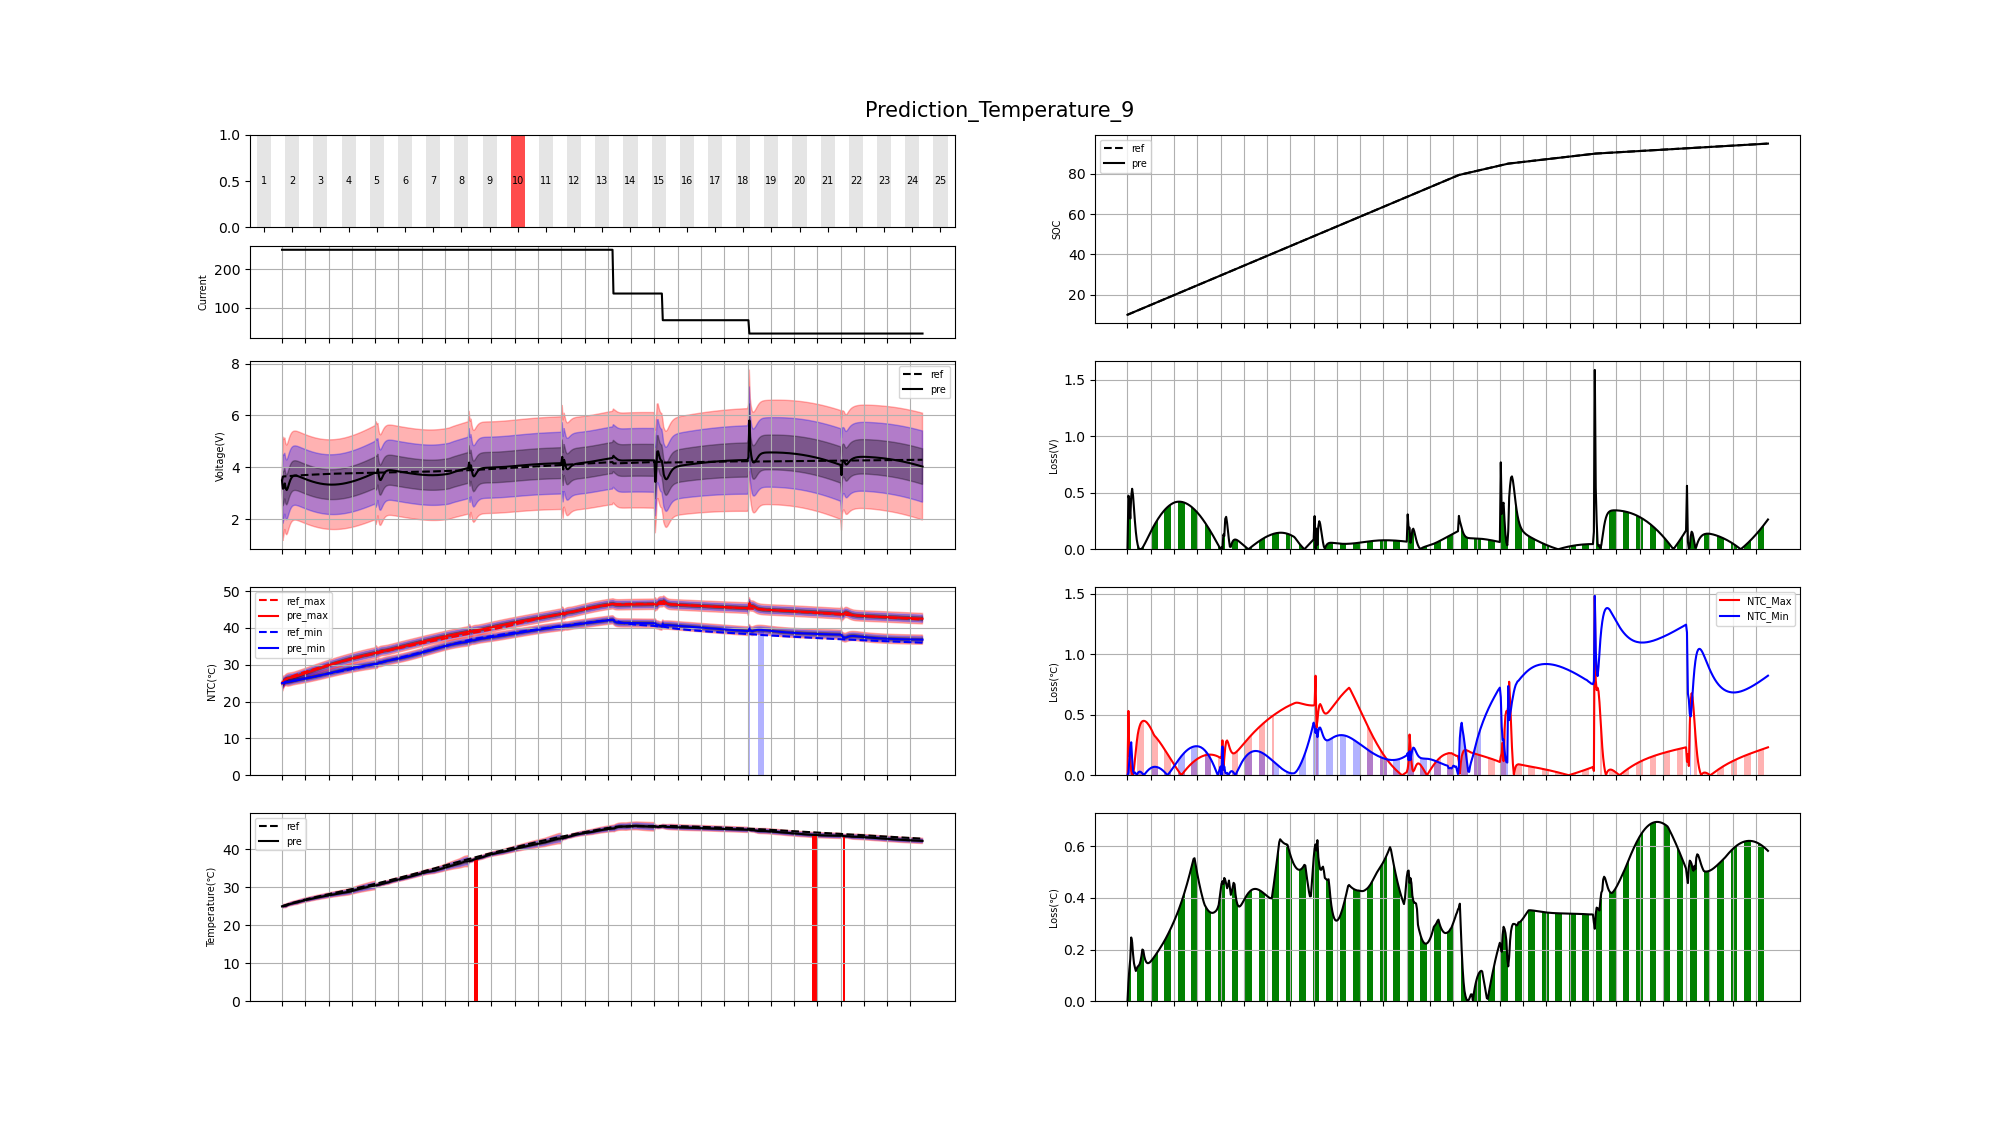 Prediction_Temperature_9
1.0
0.5
0.0
1 2 3 4 5 6 7 8 9 10 11 12 13 14 15 16 17 18 19 20 21 22 23 24 25
Current
200
100
Voltage(V)
8
6
4
2
ref
pre
NTC(℃)
50
40
30
20
10
0
ref_max
pre_max
ref_min
pre_min
Temperature(℃)
40
30
20
10
0
ref
pre
SOC
80
60
40
20
ref
pre
Loss(V)
1.5
1.0
0.5
0.0
Loss(℃)
1.5
1.0
0.5
0.0
NTC_Max
NTC_Min
Loss(℃)
0.6
0.4
0.2
0.0